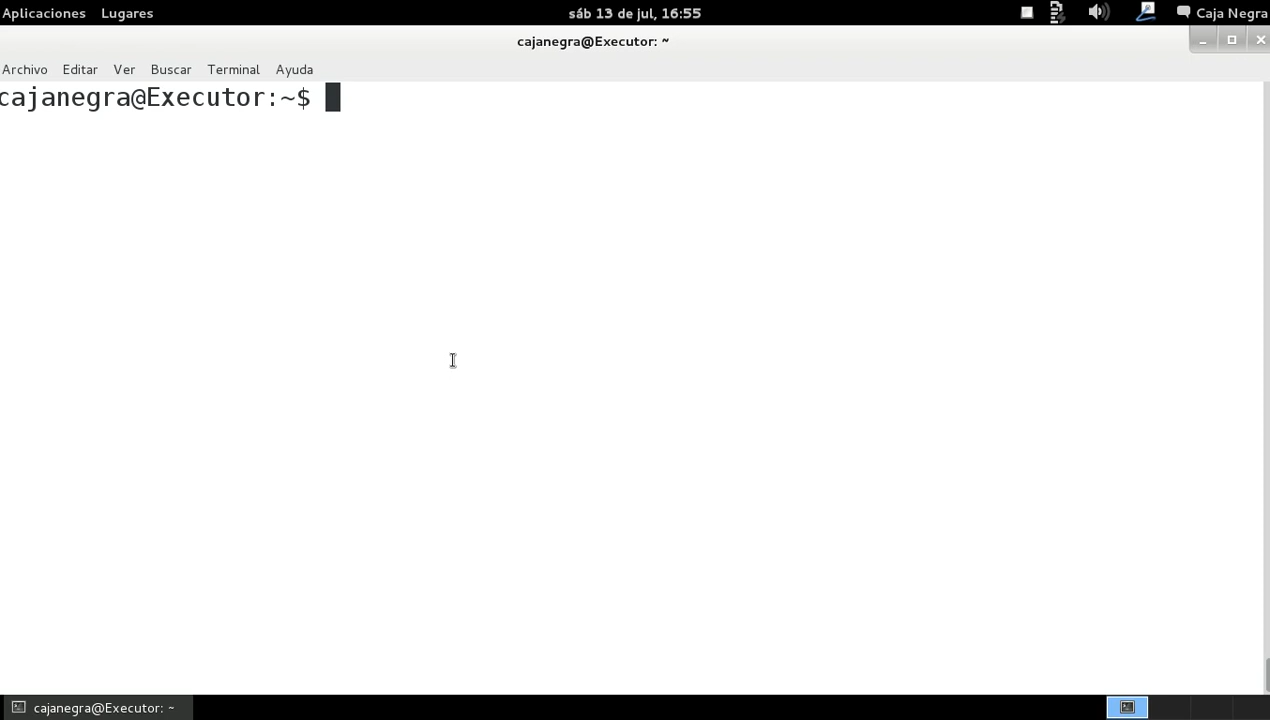 Aplicaciones Lugares sáb 13 de jul, 16:55 Caja Negra
cajanegra@Executor: ~
Archivo Editar Ver Buscar Terminal Ayuda
cajanegra@Executor:~$
cajanegra@Executor: ~